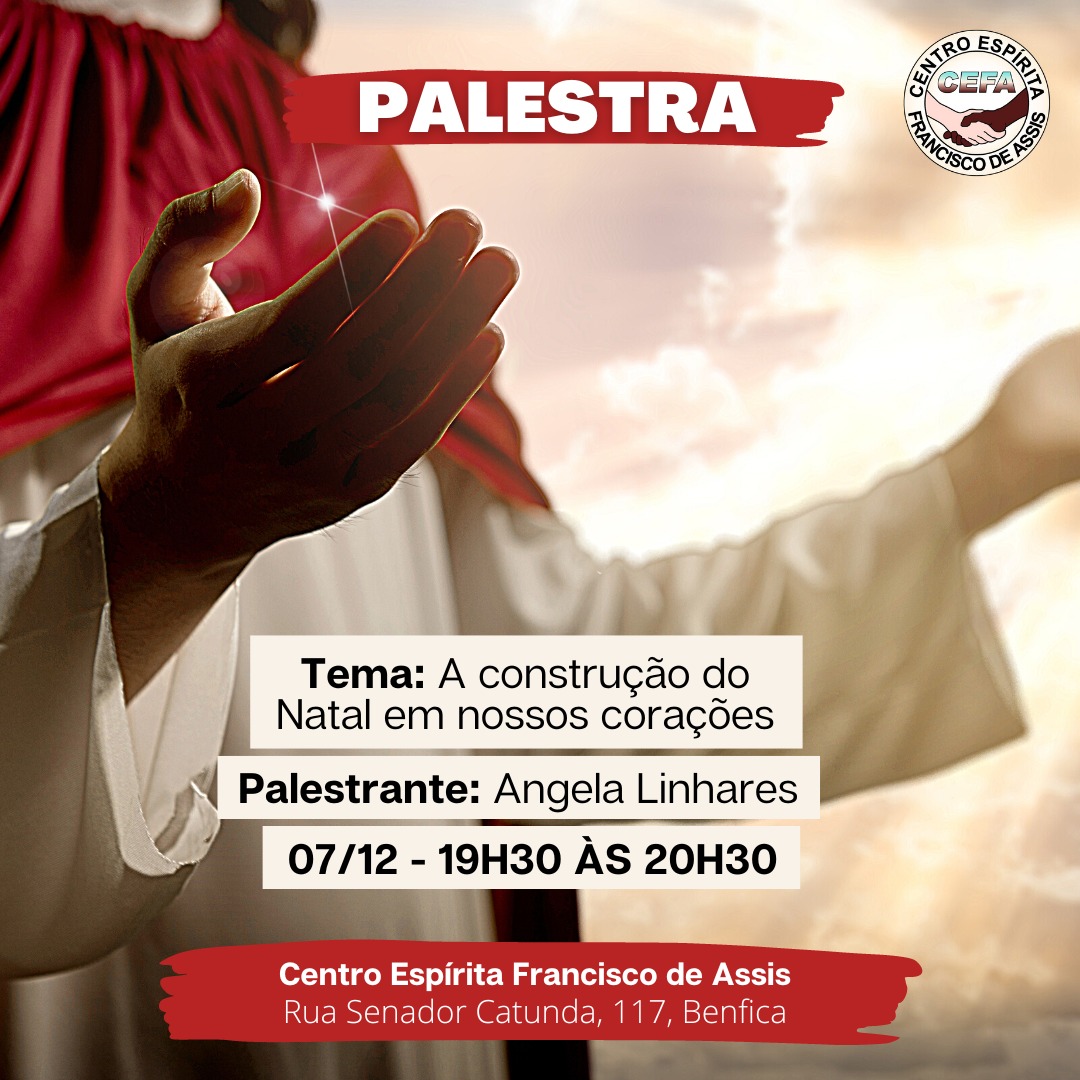 PALESTRA
CENTRO ESPÍRITA
CEFA
FRANCISCO DE ASSIS
Tema: A construção do
Natal em nossos corações
Palestrante: Angela Linhares
07/12 - 19H30 ÀS 20H30
Centro Espírita Francisco de Assis
Rua Senador Catunda, 117, Benfica